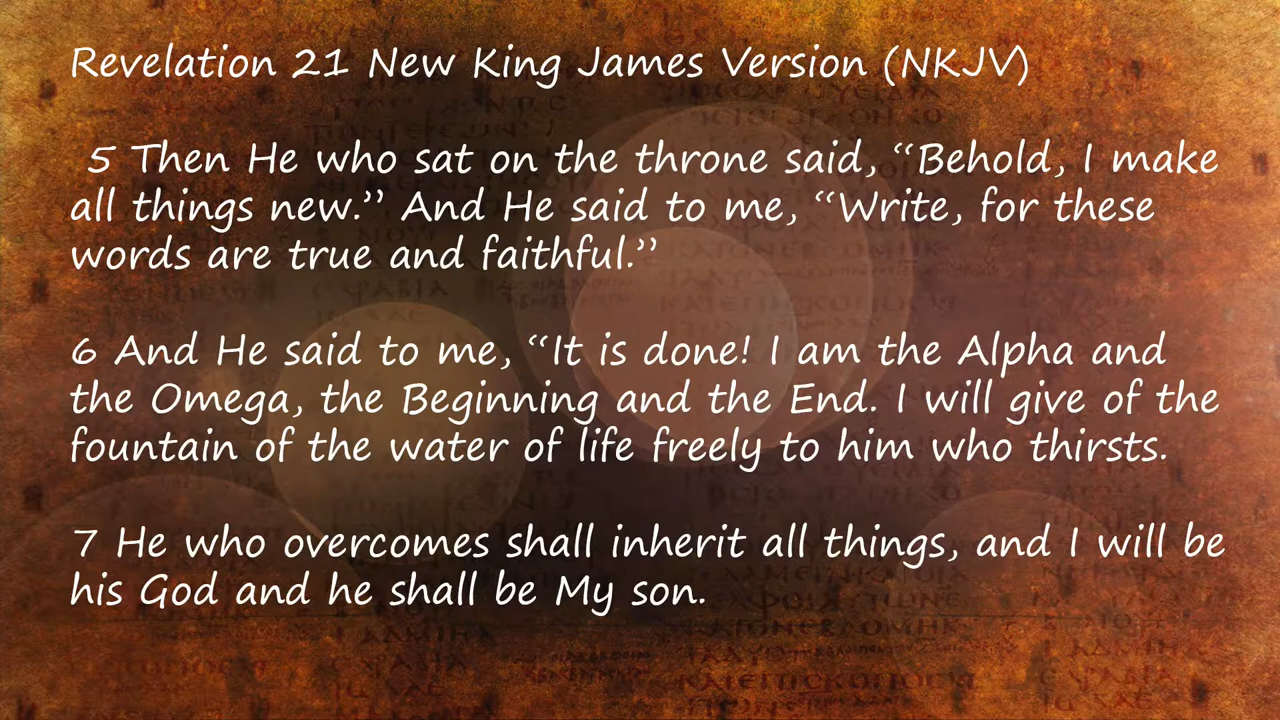 Revelation 21 New King James Version (NKJV)
5 Then He who sat on the throne said, “Behold, I make
all things new.” And He said to me, “Write, for these
words are true and faithful.”
6 And He said to me, “It is done! I am the Alpha and
the Omega, the Beginning and the End. I will give of the
fountain of the water of life freely to him who thirsts.
7 He who overcomes shall inherit all things, and I will be
his God and he shall be My son.